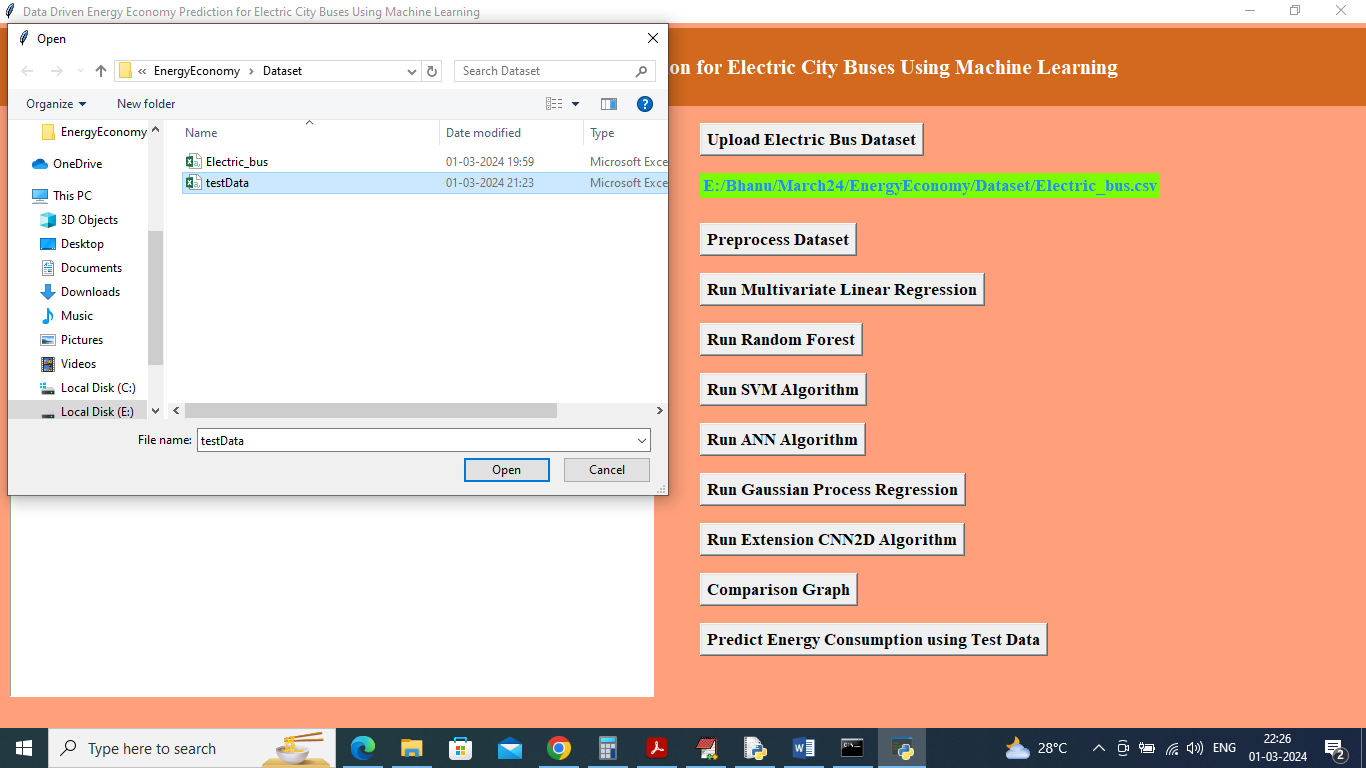 Data Driven Energy Economy Prediction for Electric City Buses Using Machine Learning
Open
« EnergyEconomy > Dataset
Search Dataset
Organize
New folder
EnergyEconomy
OneDrive
This PC
3D Objects
Desktop
Documents
Downloads
Music
Pictures
Videos
Local Disk (C:)
Local Disk (E:)
Name Date modified Type
Electric_bus 01-03-2024 19:59 Microsoft Exce
testData 01-03-2024 21:23 Microsoft Exce
File name: testData
Open
Cancel
on for Electric City Buses Using Machine Learning
Upload Electric Bus Dataset
E:/Bhanu/March24/EnergyEconomy/Dataset/Electric_bus.csv
Preprocess Dataset
Run Multivariate Linear Regression
Run Random Forest
Run SVM Algorithm
Run ANN Algorithm
Run Gaussian Process Regression
Run Extension CNN2D Algorithm
Comparison Graph
Predict Energy Consumption using Test Data
Type here to search
28°C
ENG
22:26
01-03-2024
2